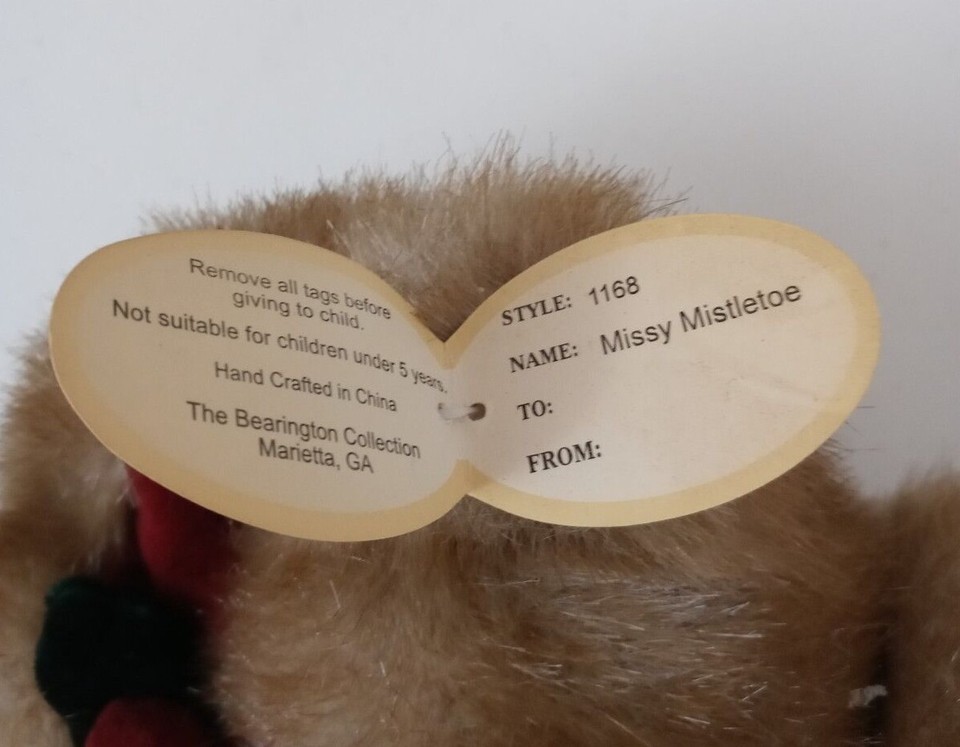 Remove all tags before
giving to child.
Not suitable for children under 5 years.
Hand Crafted in China
The Bearington Collection
Marietta, GA
STYLE: 1168
NAME: Missy Mistletoe
TO:
FROM: